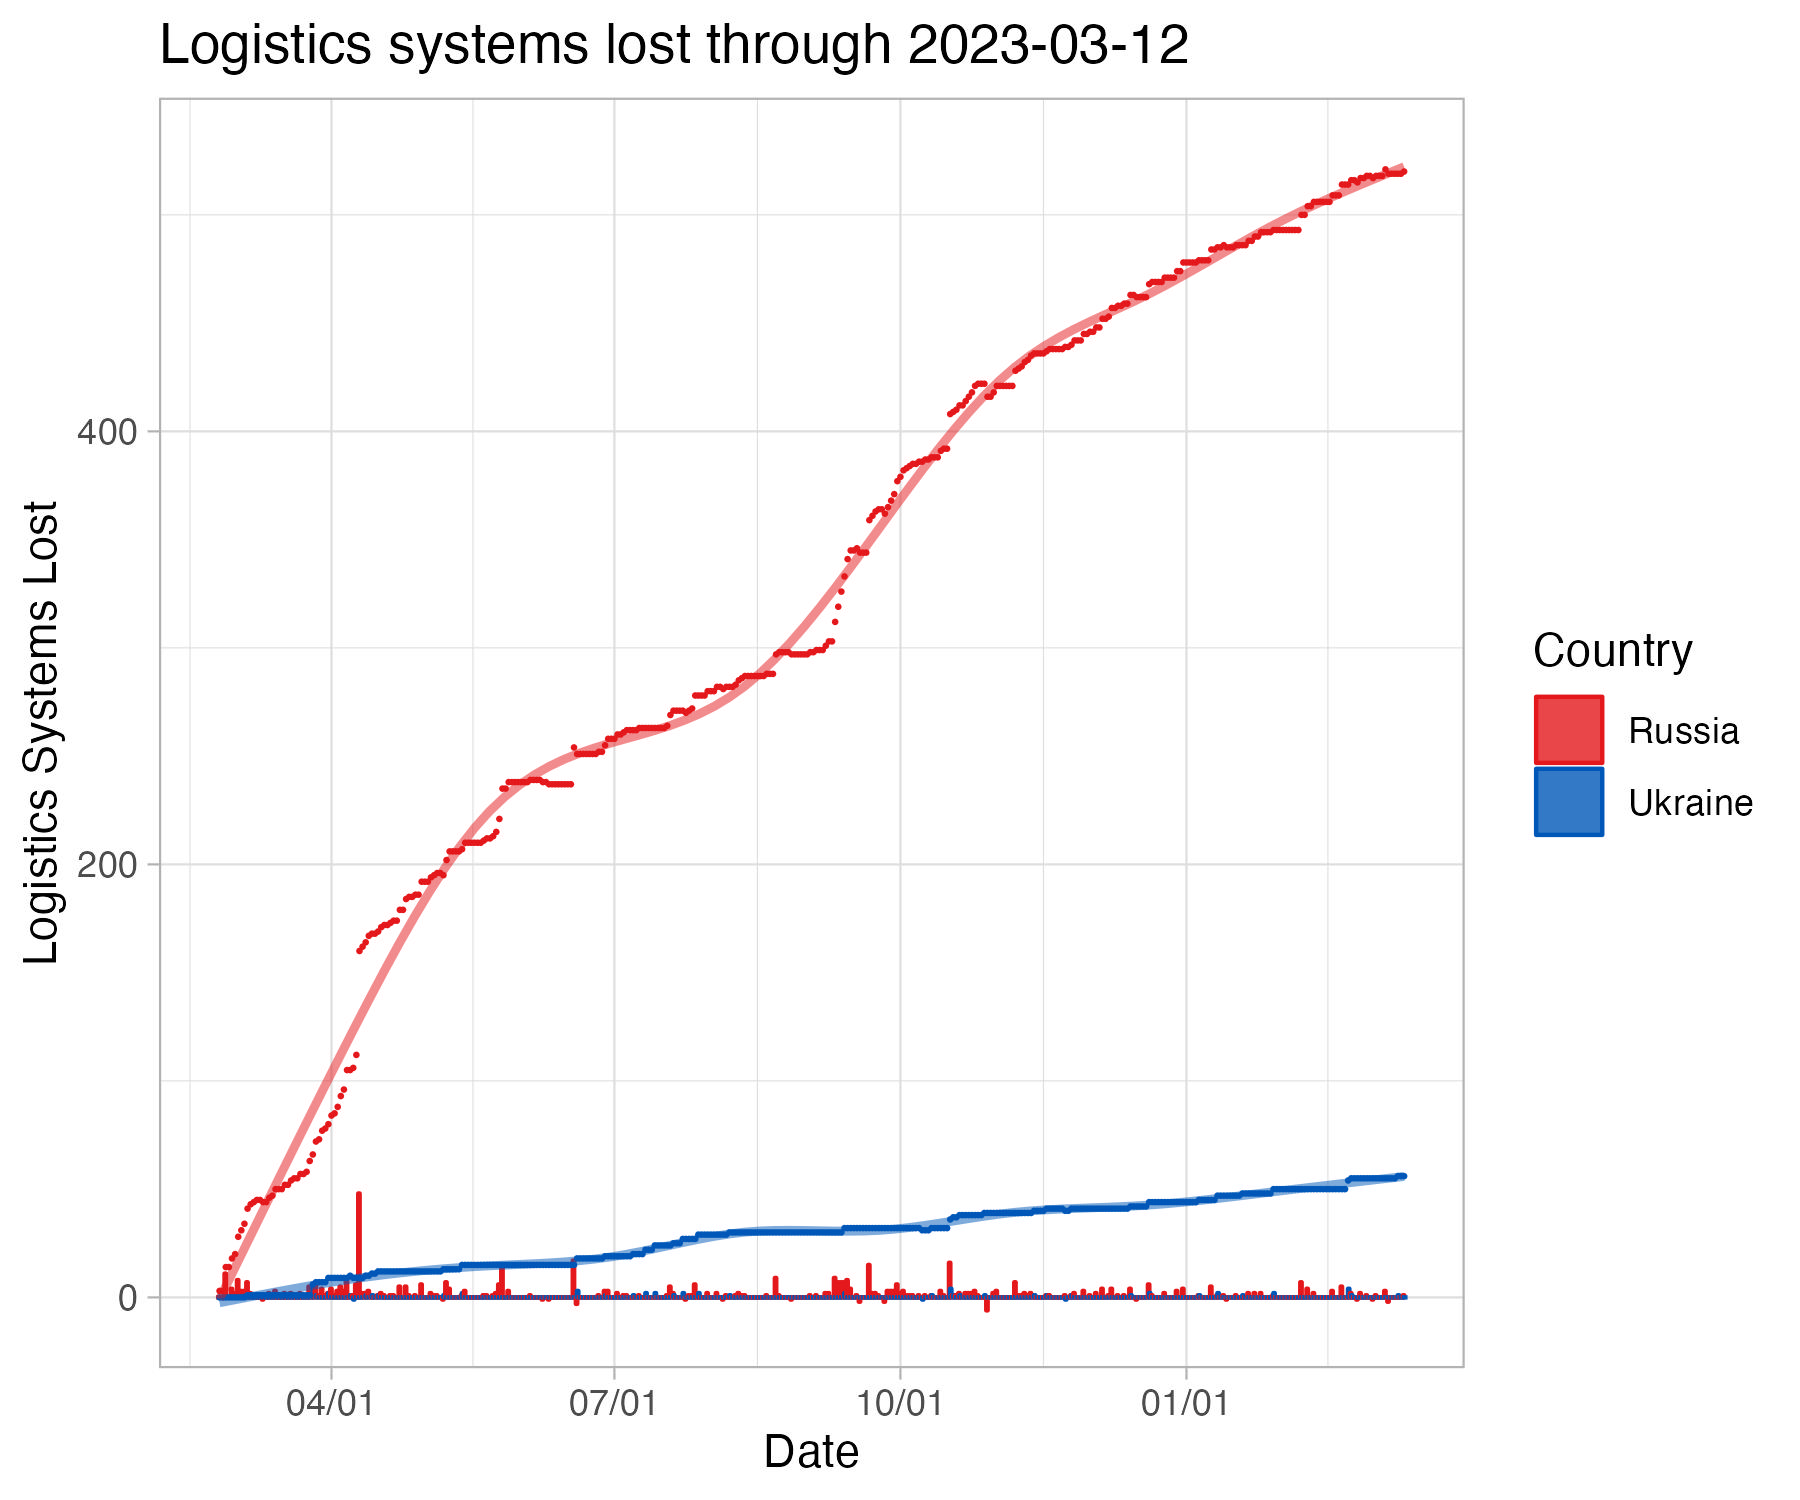 Logistics systems lost through 2023-03-12
Logistics Systems Lost
400
200
0
04/01
07/01
10/01
01/01
Date
Country
Russia
Ukraine